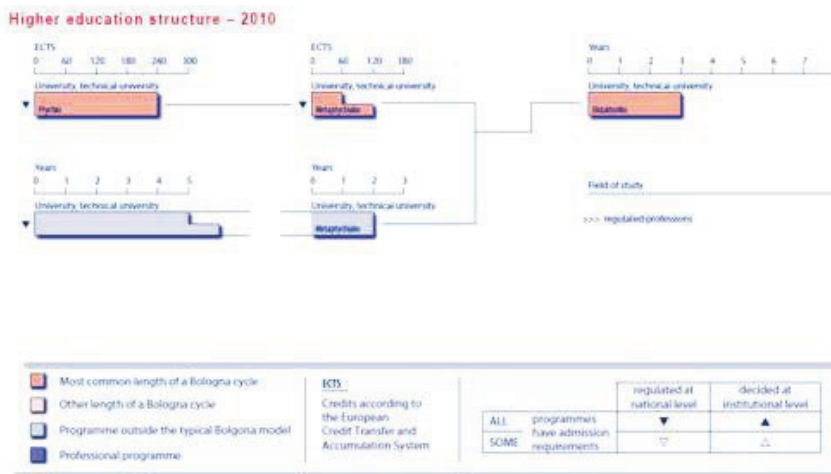 Higher education structure – 2010
ECTS
0 60 120 180 240 300
University, technical university
Ptychio
ECTS
0 60 120 180
University, technical university
Metaptychiako
Years
0 1 2 3 4 5 6 7
University, technical university
Years
0 1 2 3 4 5
University, technical university
Years
0 1 2 3
University, technical university
Metaptychiako
Field of study
>>> regulated professions
Most common length of a Bologna cycle
Other length of a Bologna cycle
Programme outside the typical Bolgona model
Professional programme
ECTS
Credits according to
the European
Credit Transfer and
Accumulation System
regulated at
national level
decided at
institutional level
ALL programmes ▼ ▲
have admission
SOME requirements ▽ △